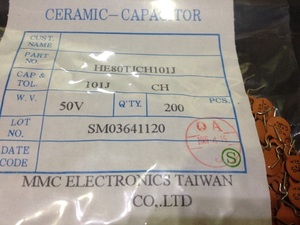 CERAMIC-CAPACITOR
CUST.
NAME
PART
NO. HE80TJCH101J
CAP &
TOL. 101J CH
W.V. 50V Q'TY. 200 PCS.
LOT
NO SM03641120
DATE
CODE
QA
S
MMC ELECTRONICS TAIWAN
CO,.LTD